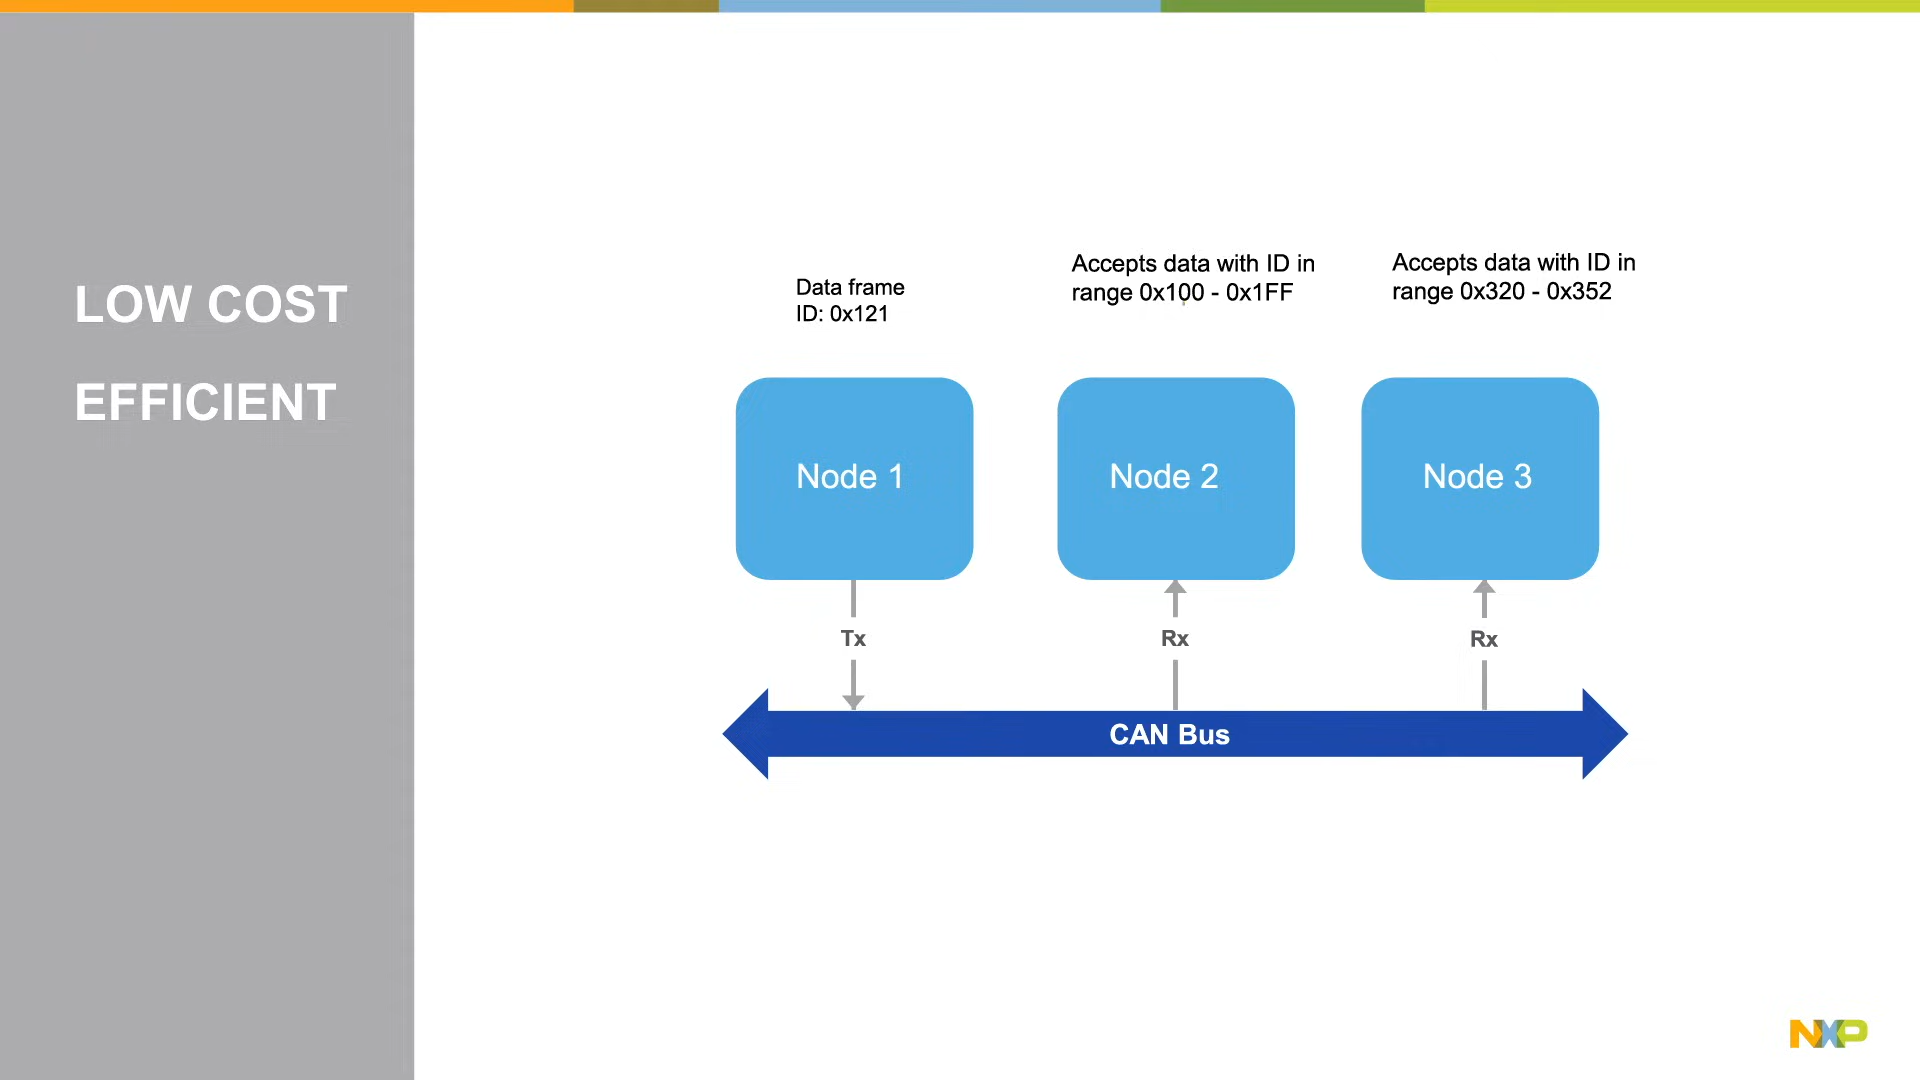 LOW COST
EFFICIENT
Data frame
ID: 0x121
Accepts data with ID in
range 0x100 - 0x1FF
Accepts data with ID in
range 0x320 - 0x352
Node 1
Node 2
Node 3
Tx
Rx
Rx
CAN Bus
NXP